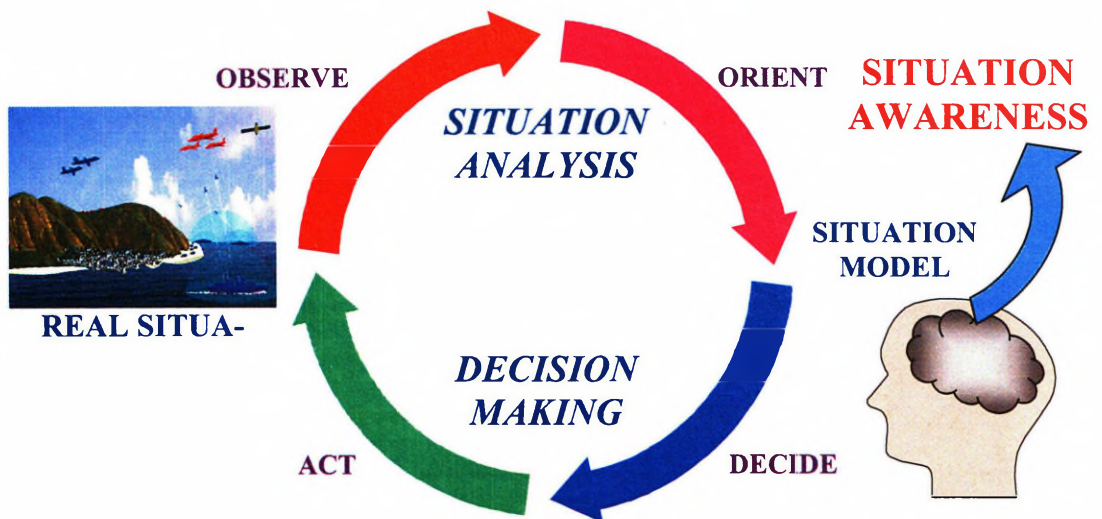 OBSERVE
ORIENT
SITUATION
AWARENESS
SITUATION
ANALYSIS
SITUATION
MODEL
REAL SITUA-
DECISION
MAKING
ACT
DECIDE